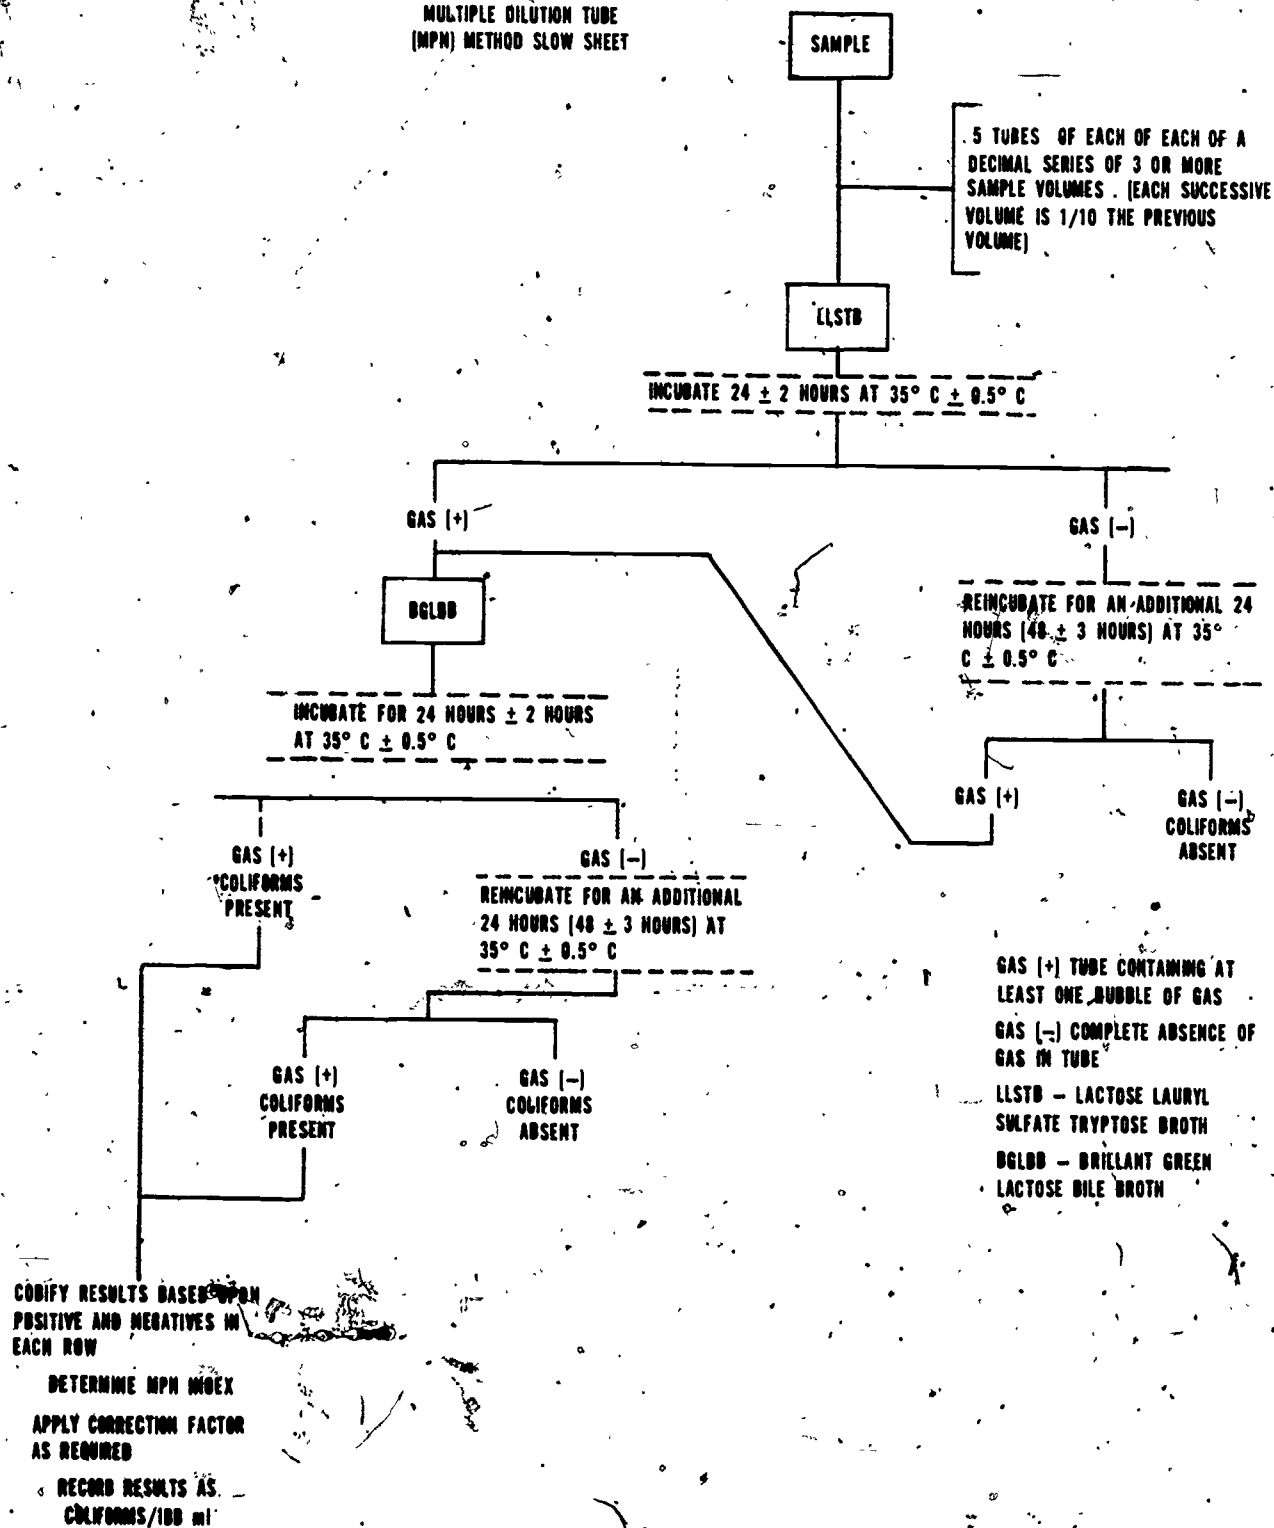 MULTIPLE DILUTION TUBE
(MPN) METHOD SLOW SHEET
SAMPLE
5 TUBES OF EACH OF EACH OF A
DECIMAL SERIES OF 3 OR MORE
SAMPLE VOLUMES . (EACH SUCCESSIVE
VOLUME IS 1/10 THE PREVIOUS
VOLUME)
LLSTB
INCUBATE 24 ± 2 HOURS AT 35° C ± 0.5° C
GAS (+)
GAS (—)
BGLBB
REINCUBATE FOR AN ADDITIONAL 24
HOURS (48 ± 3 HOURS) AT 35°
C ± 0.5° C
INCUBATE FOR 24 HOURS ± 2 HOURS
AT 35° C ± 0.5° C
GAS (+)
GAS (—)
COLIFORMS
ABSENT
GAS (+)
COLIFORMS
PRESENT
GAS (—)
REINCUBATE FOR AN ADDITIONAL
24 HOURS (48 ± 3 HOURS) AT
35° C ± 0.5° C
GAS (+)
COLIFORMS
PRESENT
GAS (—)
COLIFORMS
ABSENT
GAS (+) TUBE CONTAINING AT
LEAST ONE BUBBLE OF GAS
GAS (—) COMPLETE ABSENCE OF
GAS IN TUBE
LLSTB — LACTOSE LAURYL
SULFATE TRYPTOSE BROTH
BGLBB — BRILLANT GREEN
LACTOSE BILE BROTH
CODIFY RESULTS BASED UPON
POSITIVE AND NEGATIVES IN
EACH ROW
DETERMINE MPN INDEX
APPLY CORRECTION FACTOR
AS REQUIRED
RECORD RESULTS AS
COLIFORMS/100 ml